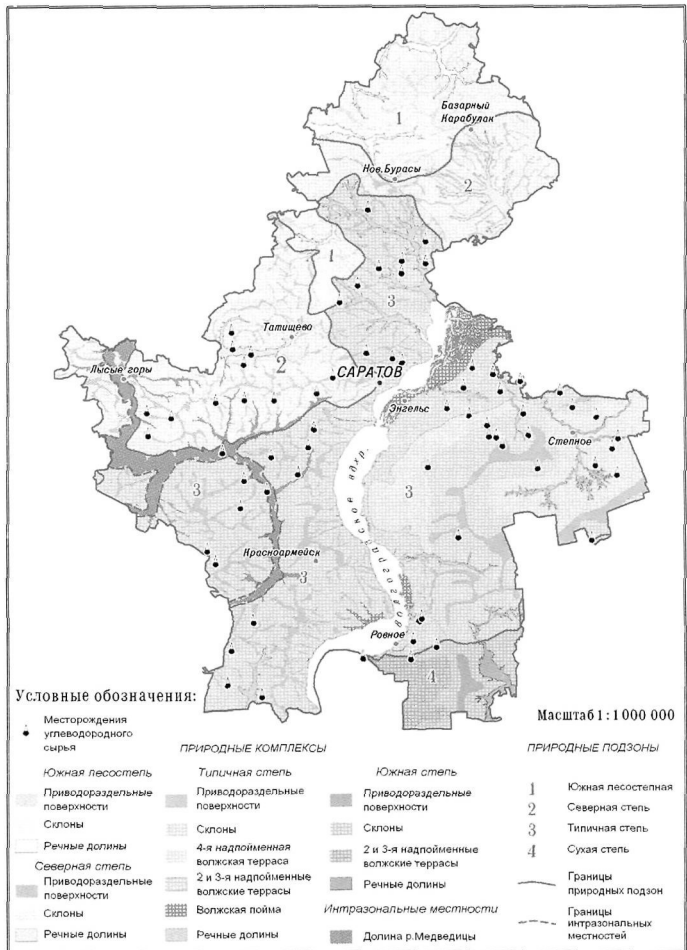 1
Базарный
Карабулак
Нов.Бурасы
2
1
3
Татищево
2
Лысые горы
САРАТОВ
Энгельс
Степное
Волгоградское вдхр.
3
3
Красноармейск
3
Ровное
4
Условные обозначения:
Масштаб 1:1 000 000
Месторождения
углеводородного
сырья
ПРИРОДНЫЕ КОМПЛЕКСЫ
Южная лесостепь
Приводораздельные
поверхности
Склоны
Речные долины
Северная степь
Приводораздельные
поверхности
Склоны
Речные долины
Типичная степь
Приводораздельные
поверхности
Склоны
4-я надпойменная
волжская терраса
2 и 3-я надпойменные
волжские террасы
Волжская пойма
Речные долины
Южная степь
Приводораздельные
поверхности
Склоны
2 и 3-я надпойменные
волжские террасы
Речные долины
Интразональные местности
Долина р.Медведицы
ПРИРОДНЫЕ ПОДЗОНЫ
1 Южная лесостепная
2 Северная степь
3 Типичная степь
4 Сухая степь
Границы
природных подзон
Границы
интразональных
местностей